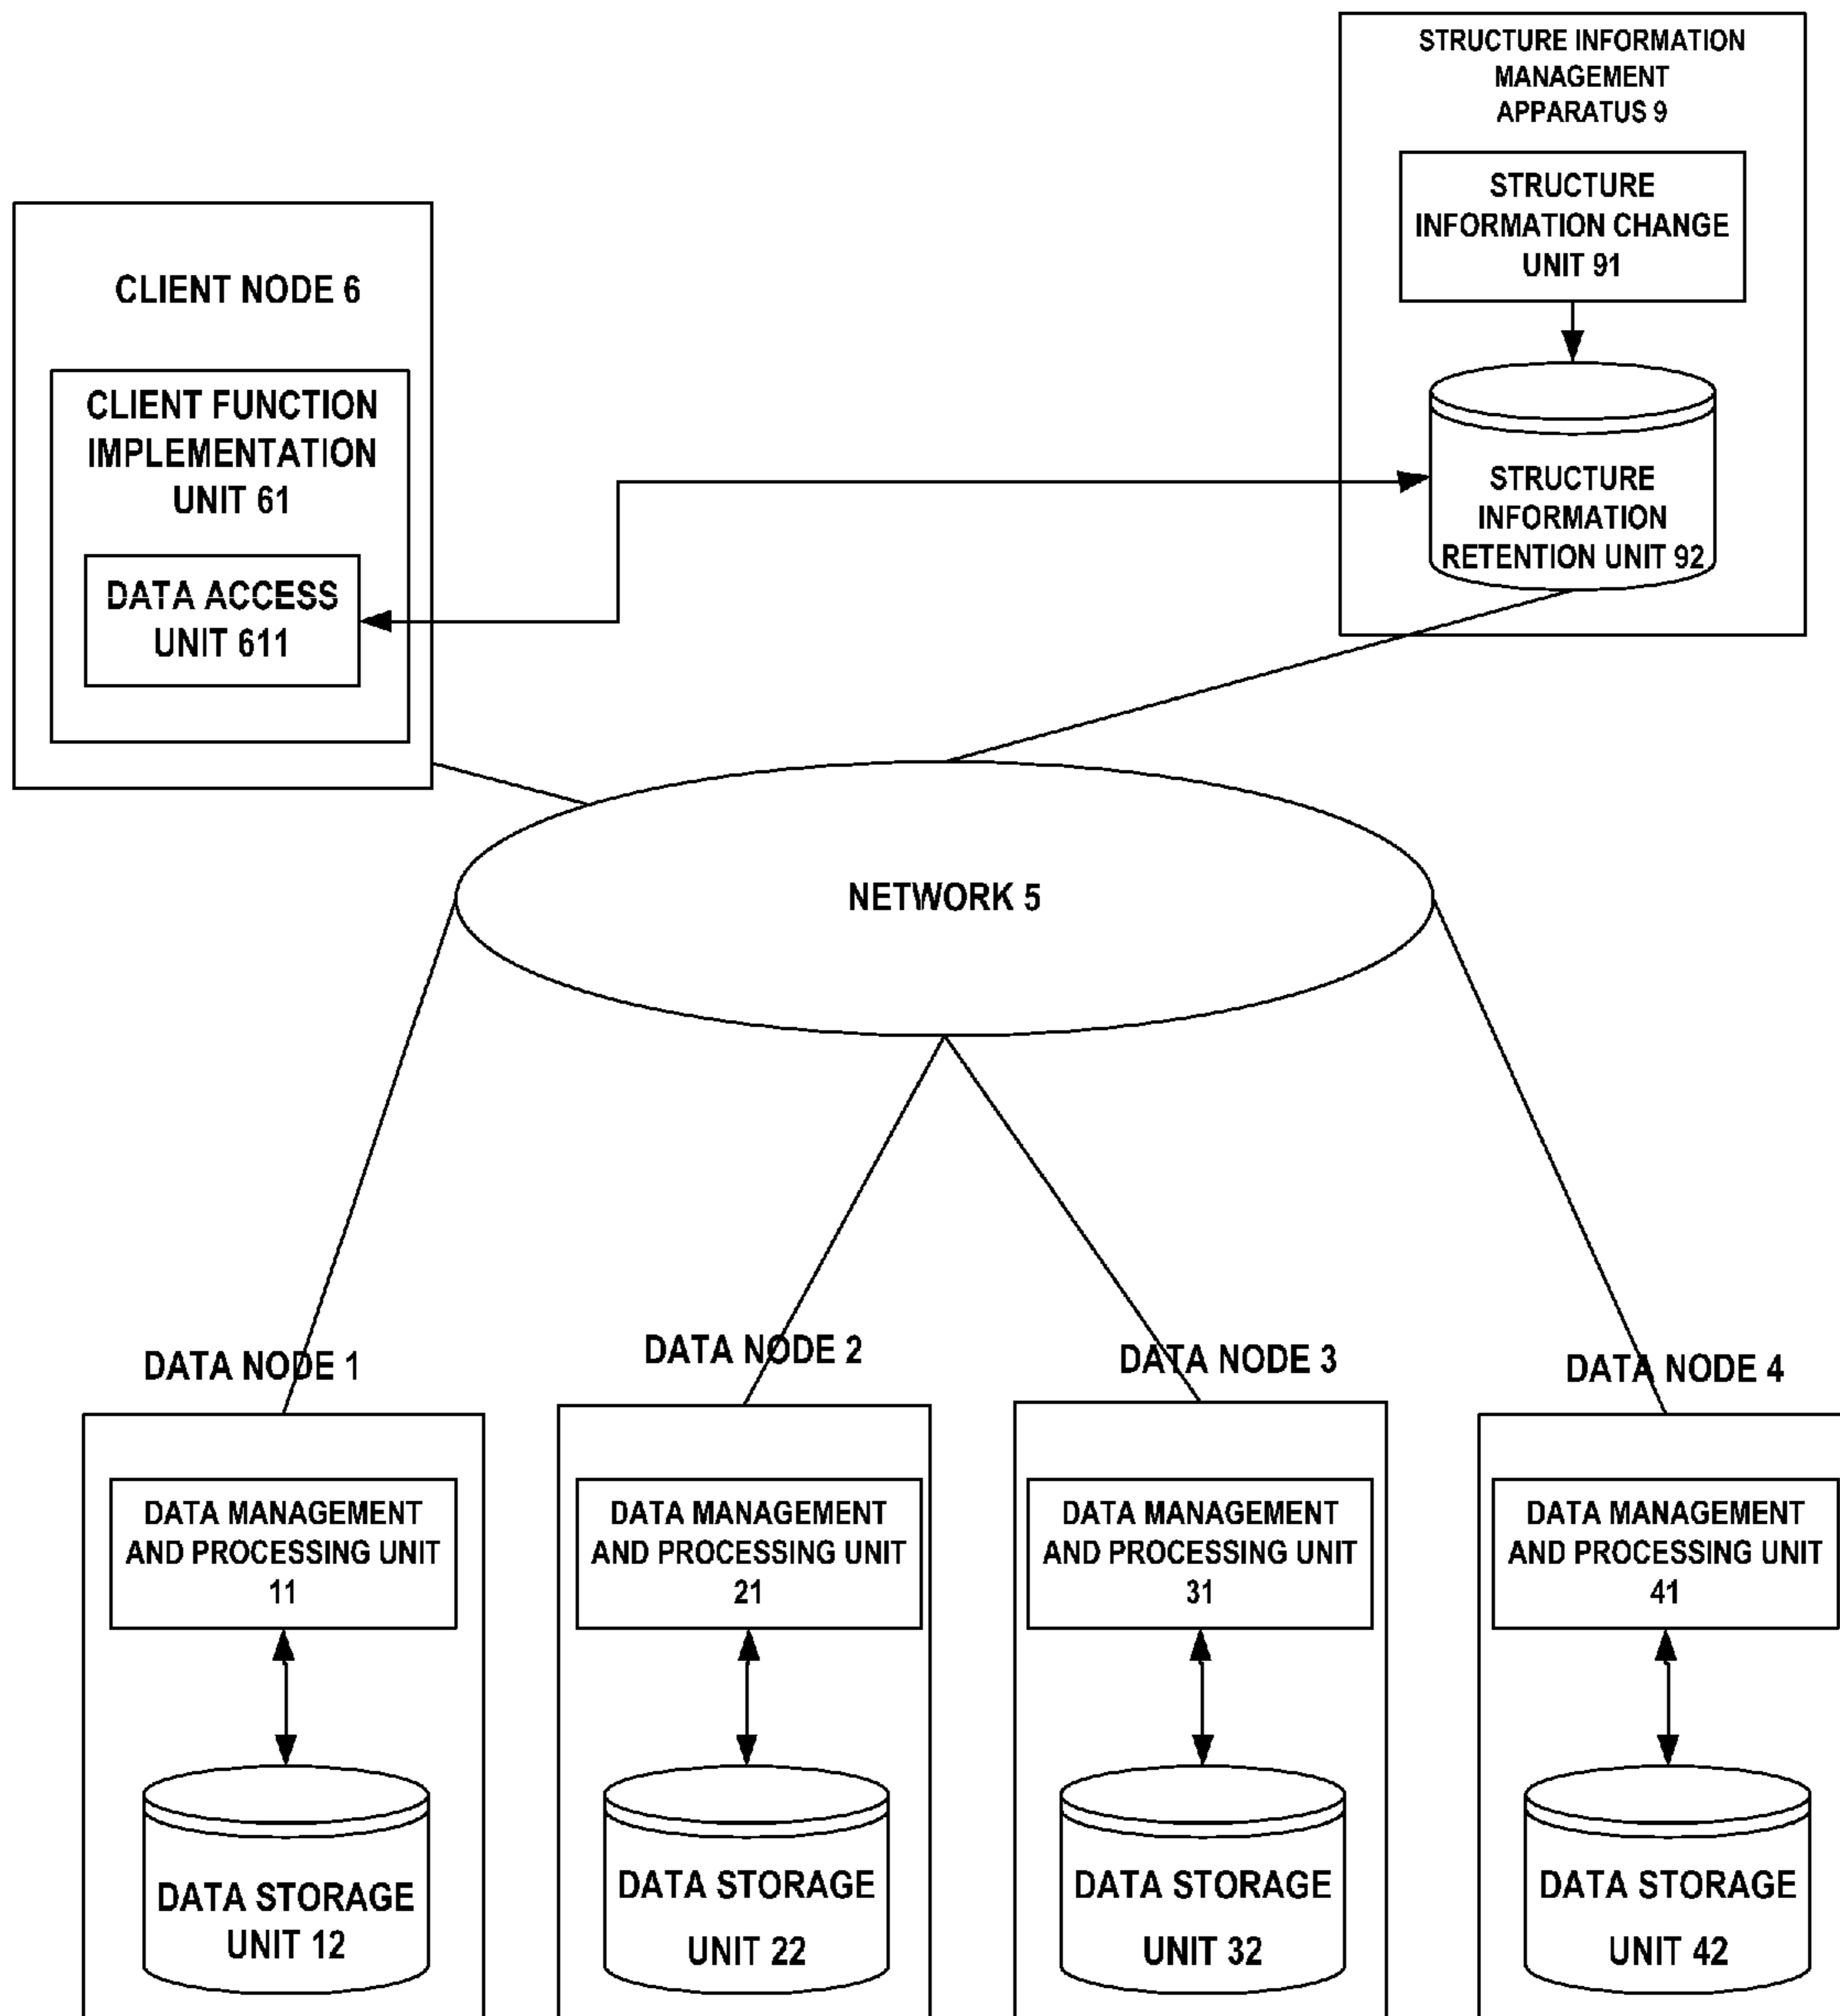 STRUCTURE INFORMATION
MANAGEMENT
APPARATUS 9
STRUCTURE
INFORMATION CHANGE
UNIT 91
STRUCTURE
INFORMATION
RETENTION UNIT 92
CLIENT NODE 6
CLIENT FUNCTION
IMPLEMENTATION
UNIT 61
DATA ACCESS
UNIT 611
NETWORK 5
DATA NODE 1
DATA MANAGEMENT
AND PROCESSING UNIT
11
DATA STORAGE
UNIT 12
DATA NODE 2
DATA MANAGEMENT
AND PROCESSING UNIT
21
DATA STORAGE
UNIT 22
DATA NODE 3
DATA MANAGEMENT
AND PROCESSING UNIT
31
DATA STORAGE
UNIT 32
DATA NODE 4
DATA MANAGEMENT
AND PROCESSING UNIT
41
DATA STORAGE
UNIT 42